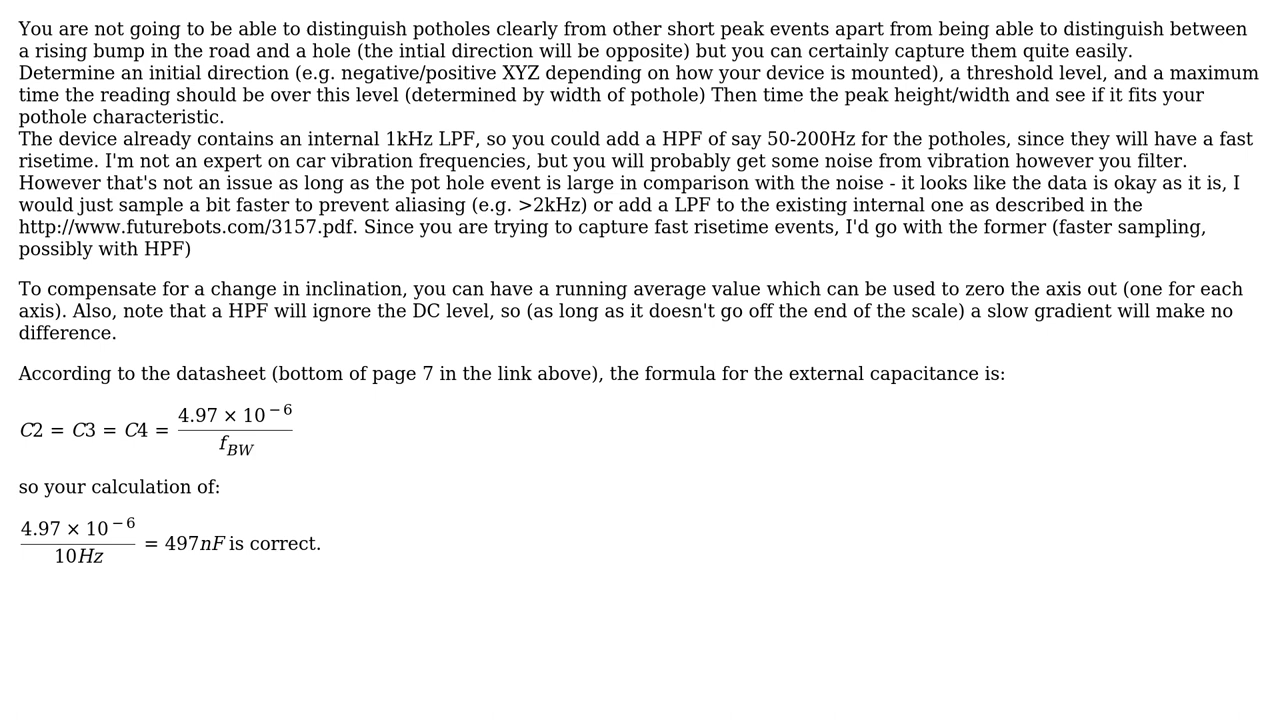 You are not going to be able to distinguish potholes clearly from other short peak events apart from being able to distinguish between
a rising bump in the road and a hole (the intial direction will be opposite) but you can certainly capture them quite easily.
Determine an initial direction (e.g. negative/positive XYZ depending on how your device is mounted), a threshold level, and a maximum
time the reading should be over this level (determined by width of pothole) Then time the peak height/width and see if it fits your
pothole characteristic.
The device already contains an internal 1kHz LPF, so you could add a HPF of say 50-200Hz for the potholes, since they will have a fast
risetime. I'm not an expert on car vibration frequencies, but you will probably get some noise from vibration however you filter.
However that's not an issue as long as the pot hole event is large in comparison with the noise - it looks like the data is okay as it is, I
would just sample a bit faster to prevent aliasing (e.g. >2kHz) or add a LPF to the existing internal one as described in the
http://www.futurebots.com/3157.pdf. Since you are trying to capture fast risetime events, I'd go with the former (faster sampling,
possibly with HPF)
To compensate for a change in inclination, you can have a running average value which can be used to zero the axis out (one for each
axis). Also, note that a HPF will ignore the DC level, so (as long as it doesn't go off the end of the scale) a slow gradient will make no
difference.
According to the datasheet (bottom of page 7 in the link above), the formula for the external capacitance is:
C2 = C3 = C4 = \frac{4.97 × 10^{-6}}{f_{BW}}
so your calculation of:
\frac{4.97 × 10^{-6}}{10Hz} = 497nF is correct.